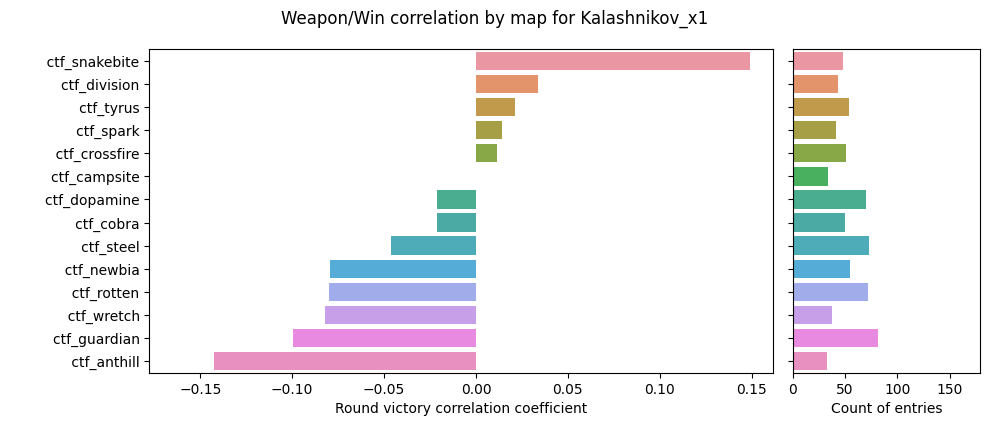 Weapon/Win correlation by map for Kalashnikov_x1
ctf_snakebite
ctf_division
ctf_tyrus
ctf_spark
ctf_crossfire
ctf_campsite
ctf_dopamine
ctf_cobra
ctf_steel
ctf_newbia
ctf_rotten
ctf_wretch
ctf_guardian
ctf_anthill
−0.15 −0.10 −0.05 0.00 0.05 0.10 0.15
Round victory correlation coefficient
0 50 100 150
Count of entries